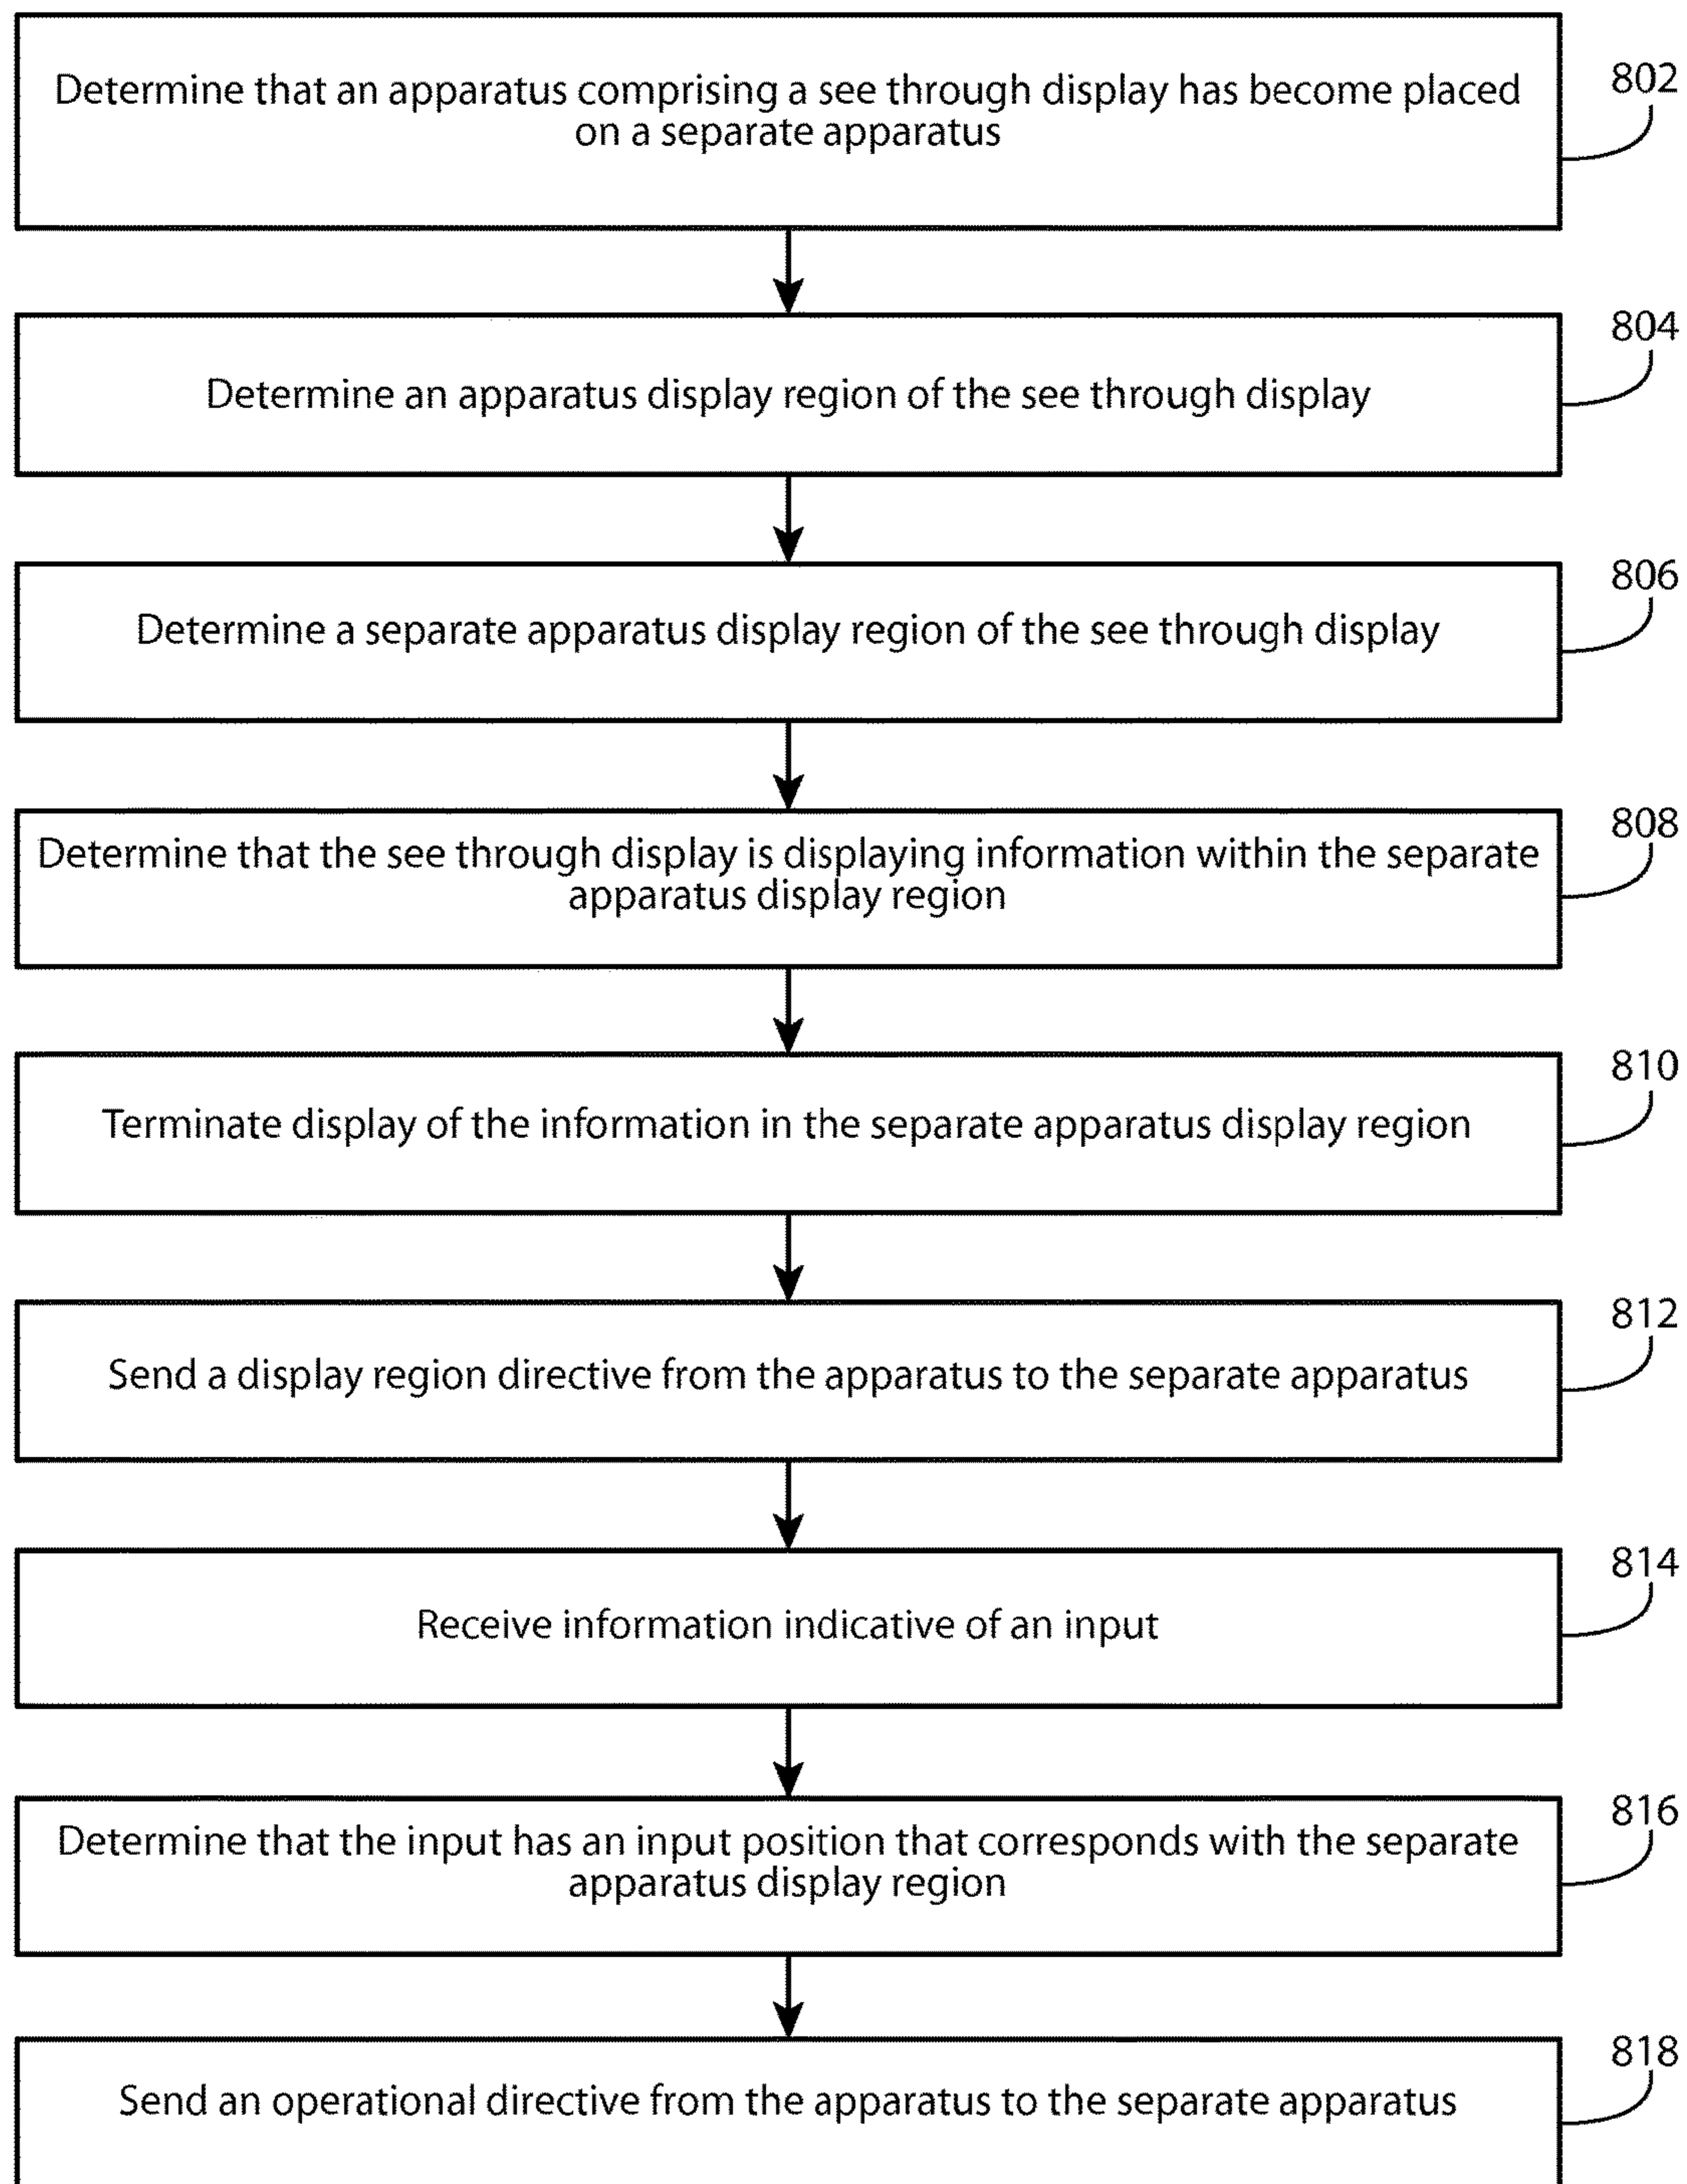 Determine that an apparatus comprising a see through display has become placed
on a separate apparatus
802
Determine an apparatus display region of the see through display
804
Determine a separate apparatus display region of the see through display
806
Determine that the see through display is displaying information within the separate
apparatus display region
808
Terminate display of the information in the separate apparatus display region
810
Send a display region directive from the apparatus to the separate apparatus
812
Receive information indicative of an input
814
Determine that the input has an input position that corresponds with the separate
apparatus display region
816
Send an operational directive from the apparatus to the separate apparatus
818